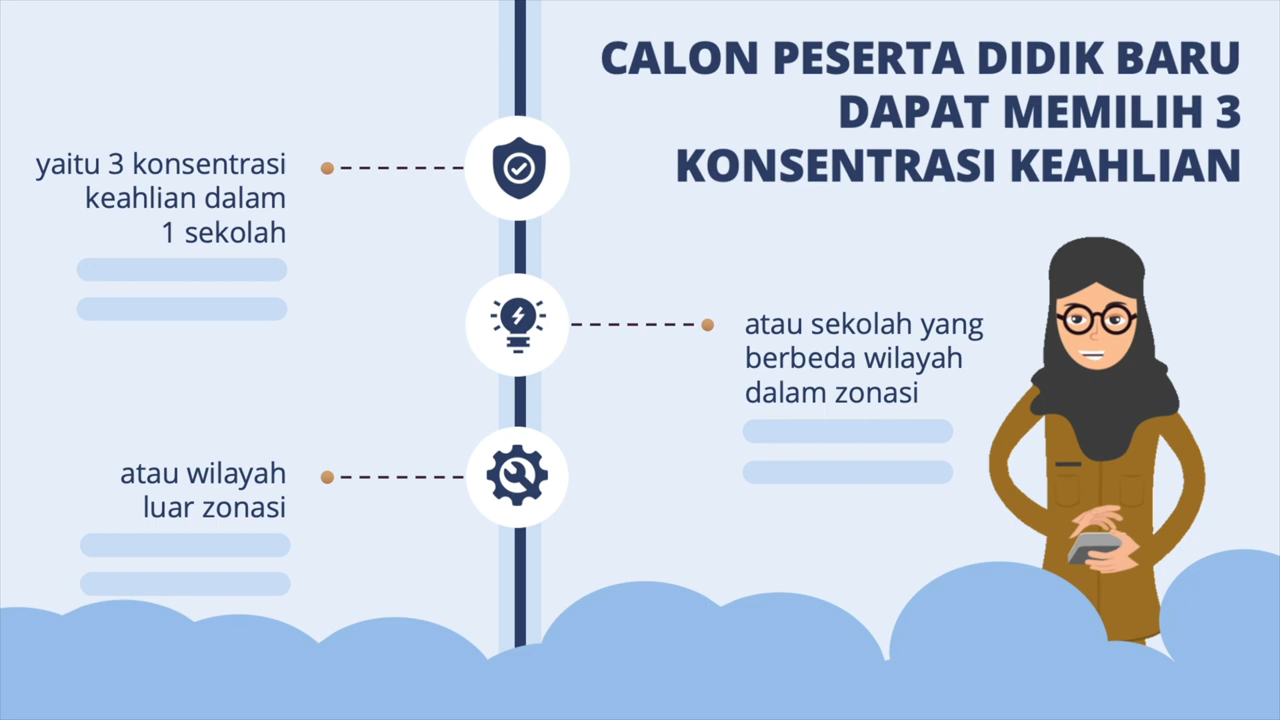 CALON PESERTA DIDIK BARU
DAPAT MEMILIH 3
KONSENTRASI KEAHLIAN
yaitu 3 konsentrasi
keahlian dalam
1 sekolah
atau sekolah yang
berbeda wilayah
dalam zonasi
atau wilayah
luar zonasi